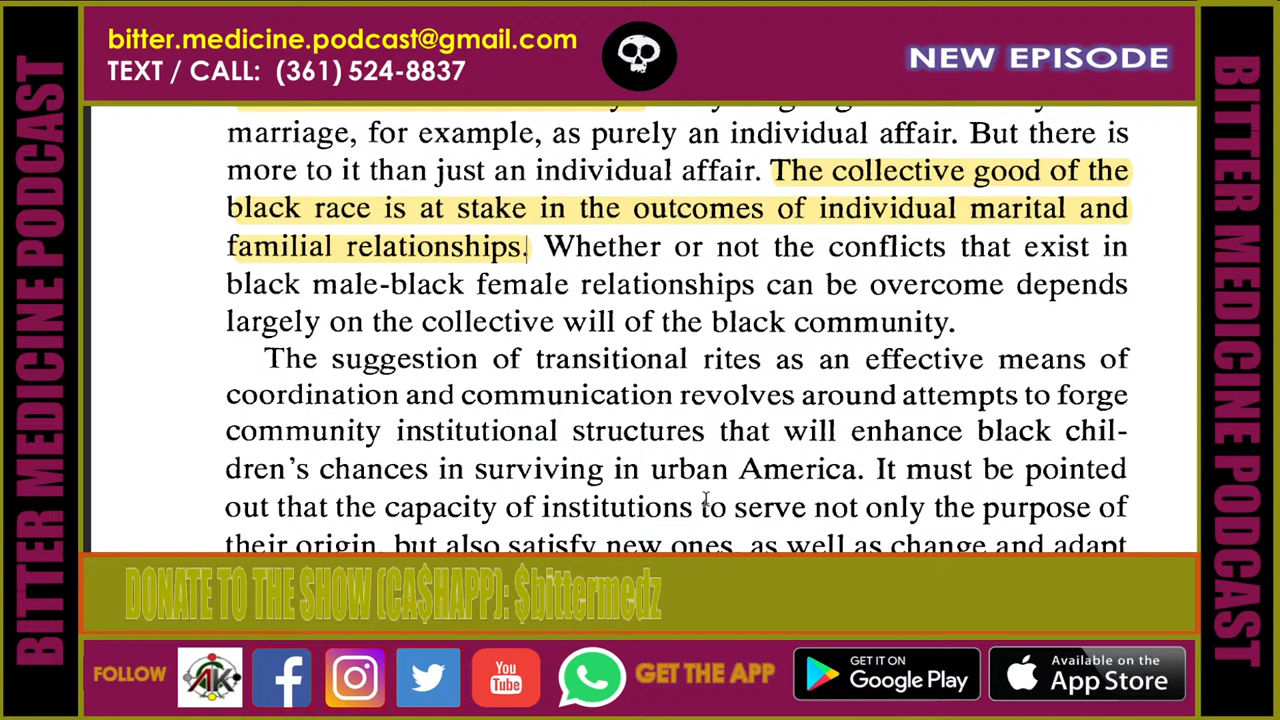 bitter.medicine.podcast@gmail.com
TEXT / CALL: (361) 524-8837
NEW EPISODE
BITTER MEDICINE PODCAST
marriage, for example, as purely an individual affair. But there is
more to it than just an individual affair. The collective good of the
black race is at stake in the outcomes of individual marital and
familial relationships. Whether or not the conflicts that exist in
black male-black female relationships can be overcome depends
largely on the collective will of the black community.
The suggestion of transitional rites as an effective means of
coordination and communication revolves around attempts to forge
community institutional structures that will enhance black chil-
dren's chances in surviving in urban America. It must be pointed
out that the capacity of institutions to serve not only the purpose of
their origin, but also satisfy new ones, as well as change and adapt
BITTER MEDICINE PODCAST
DONATE TO THE SHOW (CA$HAPP): $bittermedz
FOLLOW
You
Tube
GET THE APP
GET IT ON
Google Play
Available on the
App Store